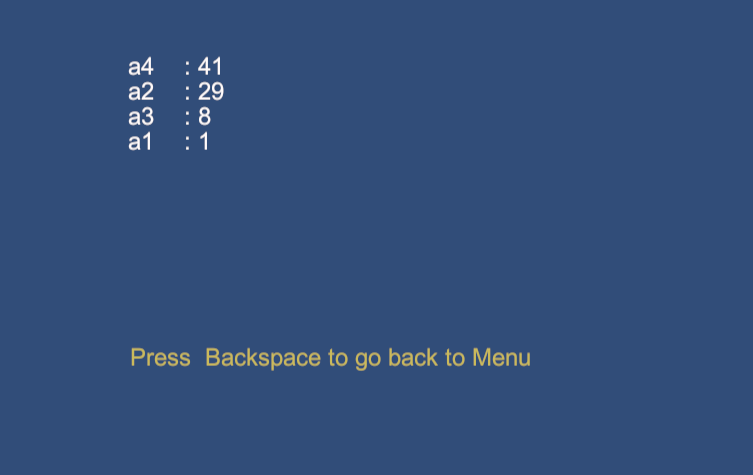 a4 : 41
a2 : 29
a3 : 8
a1 : 1
Press Backspace to go back to Menu